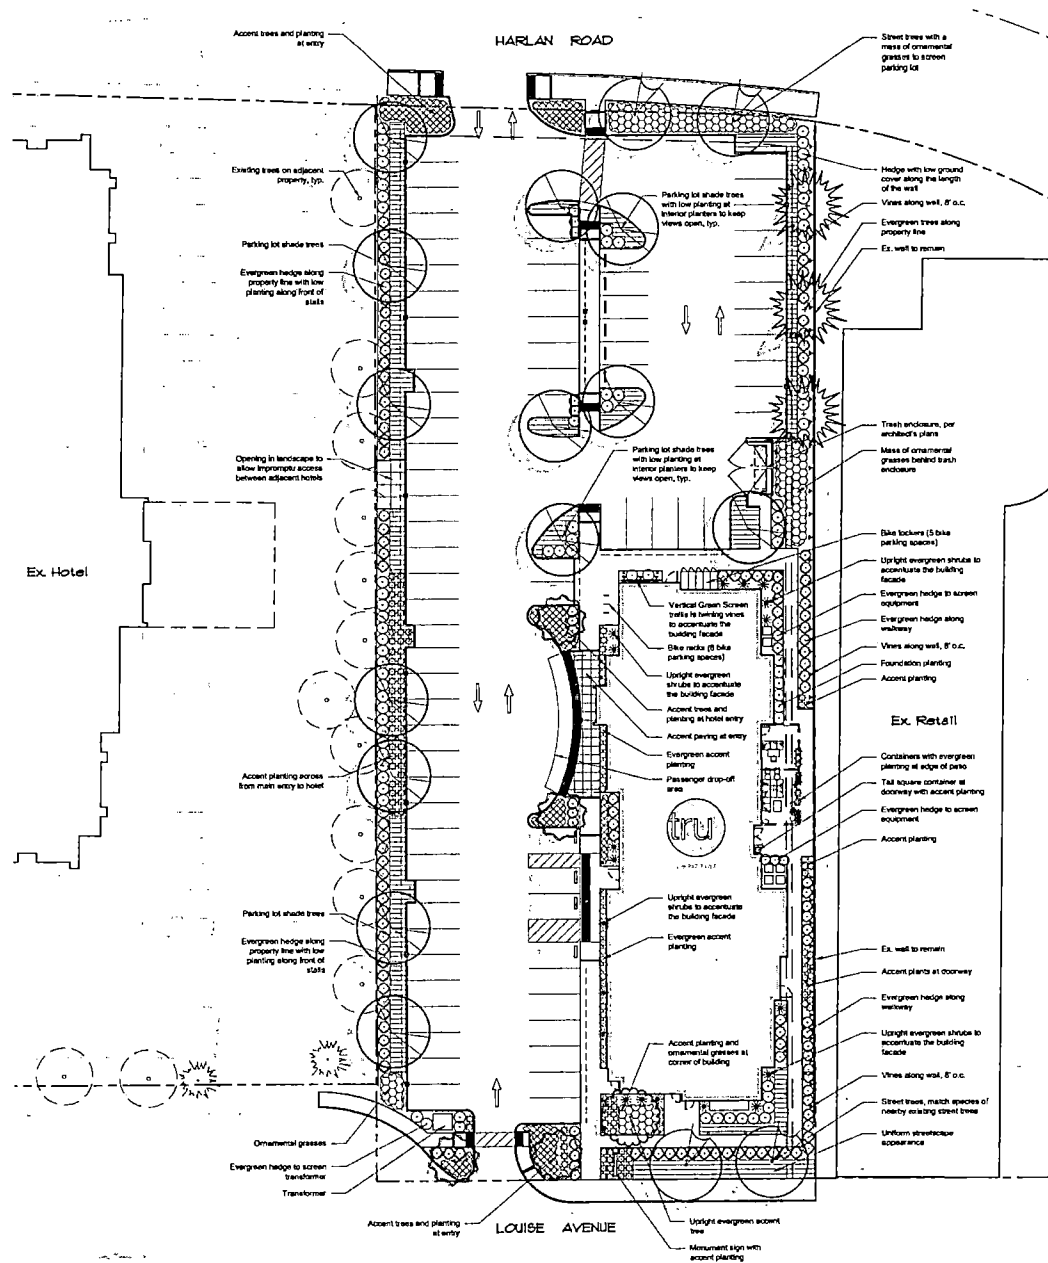 HARLAN ROAD
Accent trees and planting
at entry
Street trees with a
mass of ornamental
grasses to screen
parking lot
Existing trees on adjacent
property, typ.
Parking lot shade trees
Evergreen hedge along
property line with low
planting along front of
stalls
Parking lot shade trees
with low planting at
interior planters to keep
views open, typ.
Hedge with low ground
cover along the length
of the wall
Vines along wall, 8' o.c.
Evergreen trees along
property line
Ex. wall to remain
Opening in landscape to
allow impromptu access
between adjacent hotels
Parking lot shade trees
with low planting at
interior planters to keep
views open, typ.
Trash enclosure, per
architect's plans
Mass of ornamental
grasses behind trash
enclosure
Ex. Hotel
Bike lockers (5 bike
parking spaces)
Upright evergreen shrubs to
accentuate the building
facade
Evergreen hedge to screen
equipment
Evergreen hedge along
walkway
Vines along wall, 8' o.c.
Foundation planting
Accent planting
Vertical Green Screen
trellis w twining vines
to accentuate the
building facade
Bike racks (6 bike
parking spaces)
Upright evergreen
shrubs to accentuate
the building facade
Accent trees and
planting at hotel entry
Accent paving at entry
Evergreen accent
planting
Passenger drop-off
area
Ex. Retail
Accent planting across
from main entry to hotel
Containers with evergreen
planting at edge of patio
Tall square container at
doorway with accent planting
Evergreen hedge to screen
equipment
Accent planting
tru
Parking lot shade trees
Evergreen hedge along
property line with low
planting along front of
stalls
Upright evergreen
shrubs to accentuate
the building facade
Evergreen accent
planting
Ex. wall to remain
Accent plants at doorway
Evergreen hedge along
walkway
Upright evergreen shrubs to
accentuate the building
facade
Accent planting and
ornamental grasses at
corner of building
Vines along wall, 8' o.c.
Street trees, match species of
nearby existing street trees
Uniform streetscape
appearance
Ornamental grasses
Evergreen hedge to screen
transformer
Transformer
Accent trees and planting
at entry
LOUISE AVENUE
Upright evergreen accent
tree
Monument sign with
accent planting